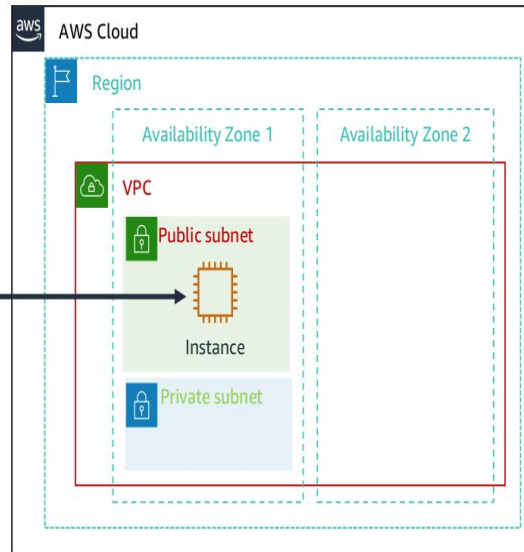 aws
AWS Cloud
Region
Availability Zone 1
Availability Zone 2
VPC
Public subnet
Instance
Private subnet